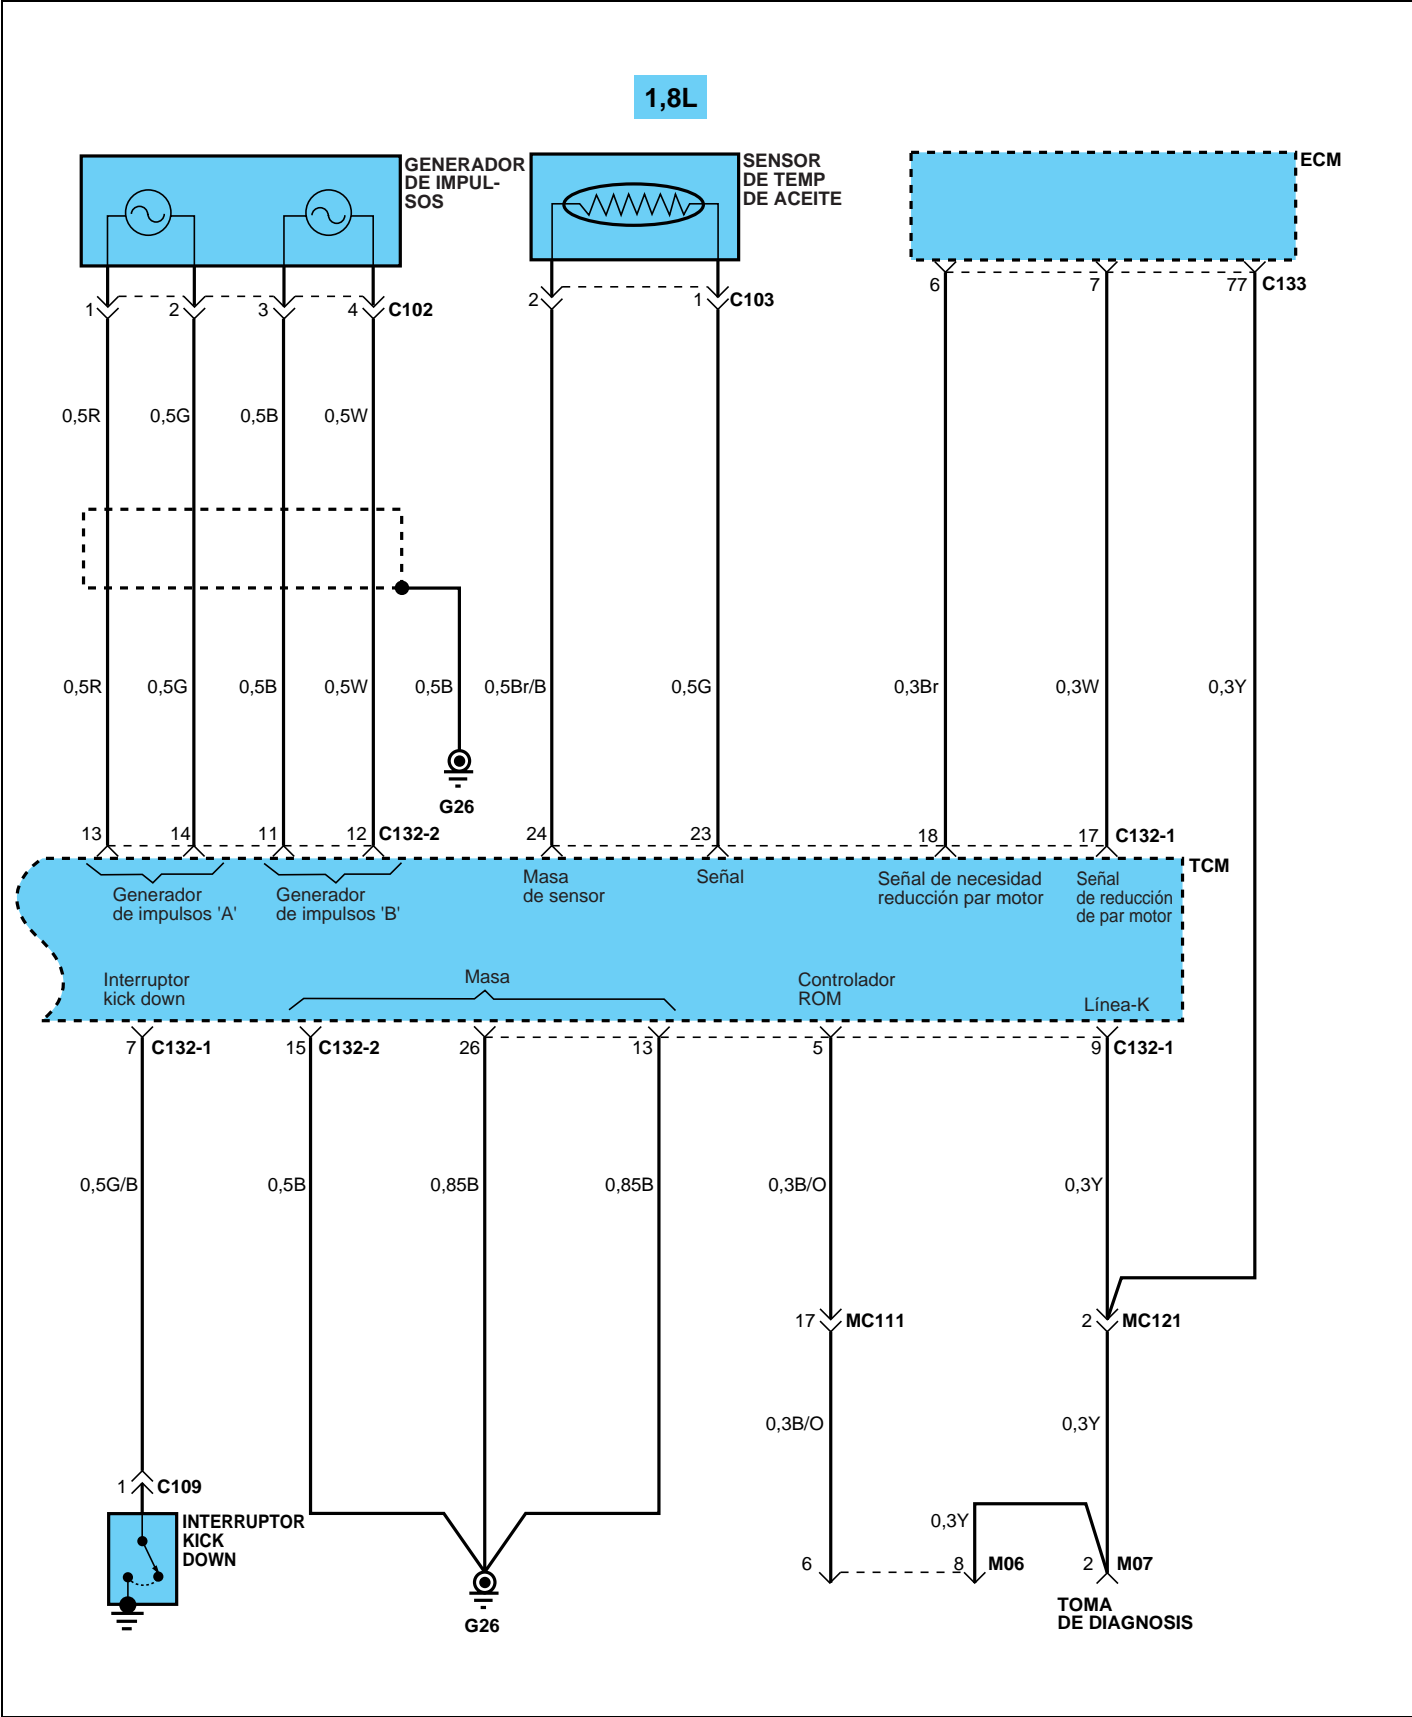 1,8L
GENERADOR
DE IMPUL-
SOS
SENSOR
DE TEMP
DE ACEITE
ECM
1
2
3
4
C102
2
1
C103
6
7
77
C133
0,5R
0,5G
0,5B
0,5W
0,5R
0,5G
0,5B
0,5W
0,5B
0,5Br/B
0,5G
0,3Br
0,3W
0,3Y
G26
13
14
11
12
C132-2
24
23
18
17
C132-1
TCM
Generador
de impulsos 'A'
Generador
de impulsos 'B'
Masa
de sensor
Señal
Señal de necesidad
reducción par motor
Señal
de reducción
de par motor
Interruptor
kick down
Masa
Controlador
ROM
Línea-K
7
C132-1
15
C132-2
26
13
5
9
C132-1
0,5G/B
0,5B
0,85B
0,85B
0,3B/O
0,3Y
17
MC111
2
MC121
0,3B/O
0,3Y
1
C109
INTERRUPTOR
KICK
DOWN
0,3Y
6
8
M06
2
M07
G26
TOMA
DE DIAGNOSIS